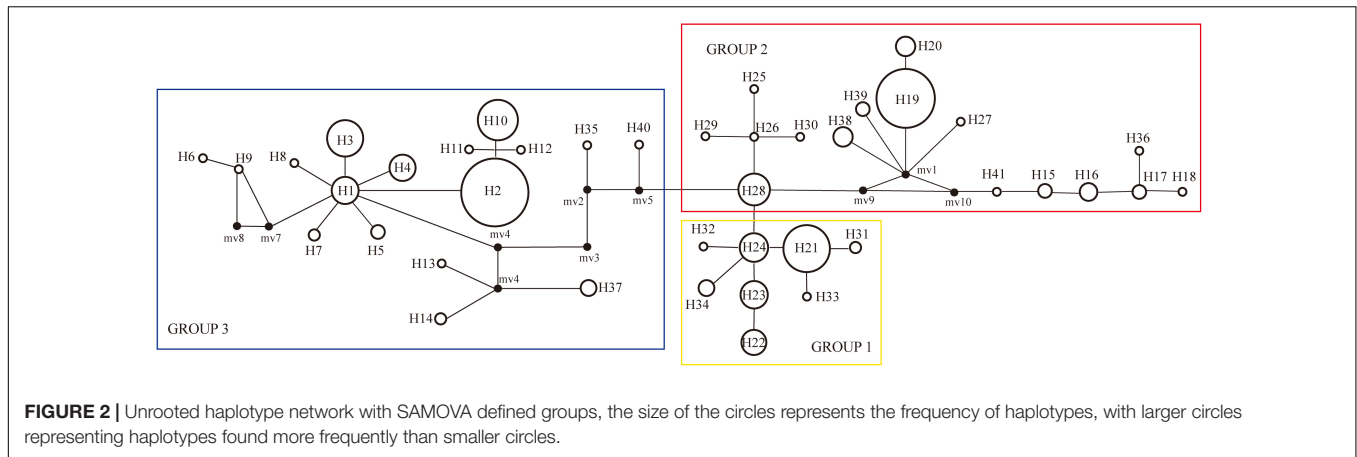 GROUP 2
H20
H25
H39
H19
H10
H38
H3
H35
H40
H29
H26
H30
H27
H11
H12
H36
H6
H9
H8
H4
mv1
H1
H2
H28
H41
H15
H16
H17
H18
mv2
mv5
mv9
mv10
mv8
mv7
H7
H5
mv4
H32
H24
H21
H31
mv3
H13
mv4
H37
H34
H23
H33
H14
GROUP 3
H22
GROUP 1
FIGURE 2 | Unrooted haplotype network with SAMOVA defined groups, the size of the circles represents the frequency of haplotypes, with larger circles
representing haplotypes found more frequently than smaller circles.